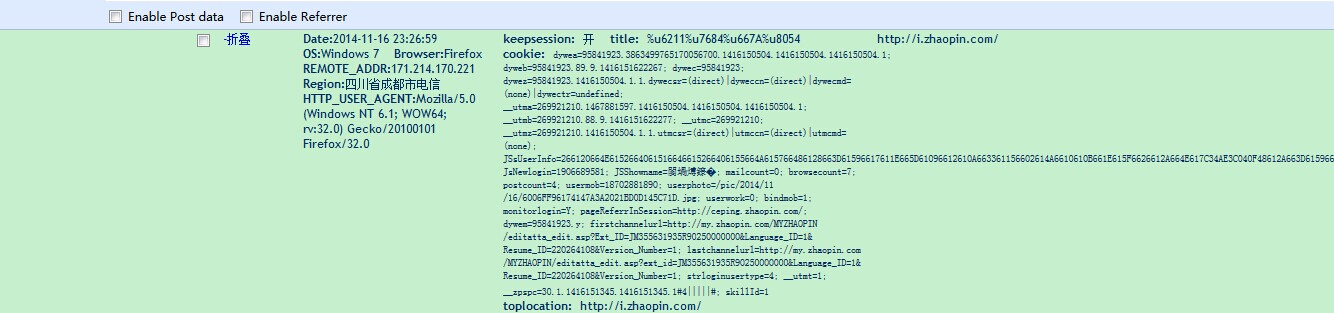 Enable Post data Enable Referrer
-折叠
Date:2014-11-16 23:26:59
OS:Windows 7 Browser:Firefox
REMOTE_ADDR:171.214.170.221
Region:四川省成都市电信
HTTP_USER_AGENT:Mozilla/5.0
(Windows NT 6.1; WOW64;
rv:32.0) Gecko/20100101
Firefox/32.0
keepsession: 开 title: %u6211%u7684%u667A%u8054 http://i.zhaopin.com/
cookie: dywea=95841923.3863499765170056700.1416150504.1416150504.1416150504.1;
dyweb=95841923.89.9.1416151622267; dywec=95841923;
dywez=95841923.1416150504.1.1.dywecsr=(direct)|dyweccn=(direct)|dywecmd=
(none)|dywectr=undefined;
__utma=269921210.1467881597.1416150504.1416150504.1416150504.1;
__utmb=269921210.88.9.1416151622277; __utmc=269921210;
__utmz=269921210.1416150504.1.1.utmcsr=(direct)|utmccn=(direct)|utmcmd=
(none);
JsNewlogin=1906689581; JSShowname= mailcount=0; browsecount=7;
postcount=4; usermob=18702881890; userphoto=/pic/2014/11
/16/6006FF96174147A3A2021BD0D145C71D.jpg; userwork=0; bindmob=1;
monitorlogin=Y; pageReferrInSession=http://ceping.zhaopin.com/;
dywem=95841923.y; firstchannelurl=http://my.zhaopin.com/MYZHAOPIN
/editatta_edit.asp?Ext_ID=JM355631935R90250000000&Language_ID=1&
Resume_ID=220264108&Version_Number=1; lastchannelurl=http://my.zhaopin.com
/MYZHAOPIN/editatta_edit.asp?ext_id=JM355631935R90250000000&Language_ID=1&
Resume_ID=220264108&Version_Number=1; strloginusertype=4; __utmt=1;
__zpspc=30.1.1416151345.1416151345.1#4|||||#; skillId=1
toplocation: http://i.zhaopin.com/